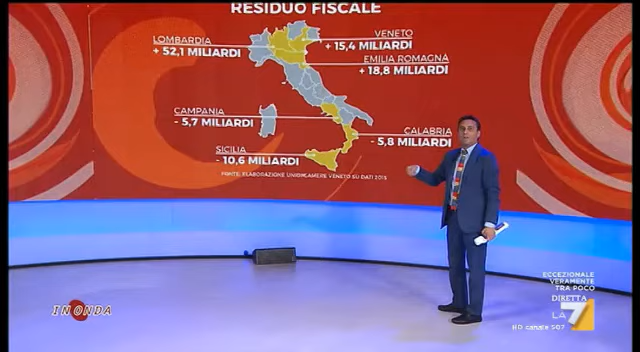 RESIDUO FISCALE
LOMBARDIA
+ 52,1 MILIARDI
VENETO
+ 15,4 MILIARDI
EMILIA ROMAGNA
+ 18,8 MILIARDI
CAMPANIA
- 5,7 MILIARDI
CALABRIA
- 5,8 MILIARDI
SICILIA
- 10,6 MILIARDI
FONTE: ELABORAZIONE UNIONCAMERE VENETO SU DATI 2015
IN ONDA
ECCEZIONALE
VERAMENTE
TRA POCO
DIRETTA
LA 7
HD canale 507